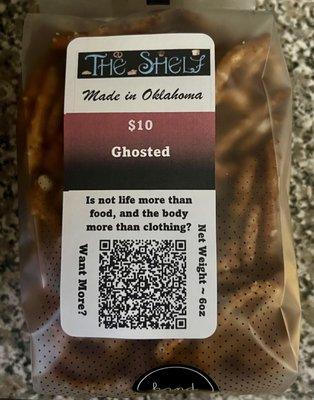 The Shelf
Made in Oklahoma
$10
Ghosted
Is not life more than
food, and the body
more than clothing?
Want More?
Net Weight ~ 6oz
hand